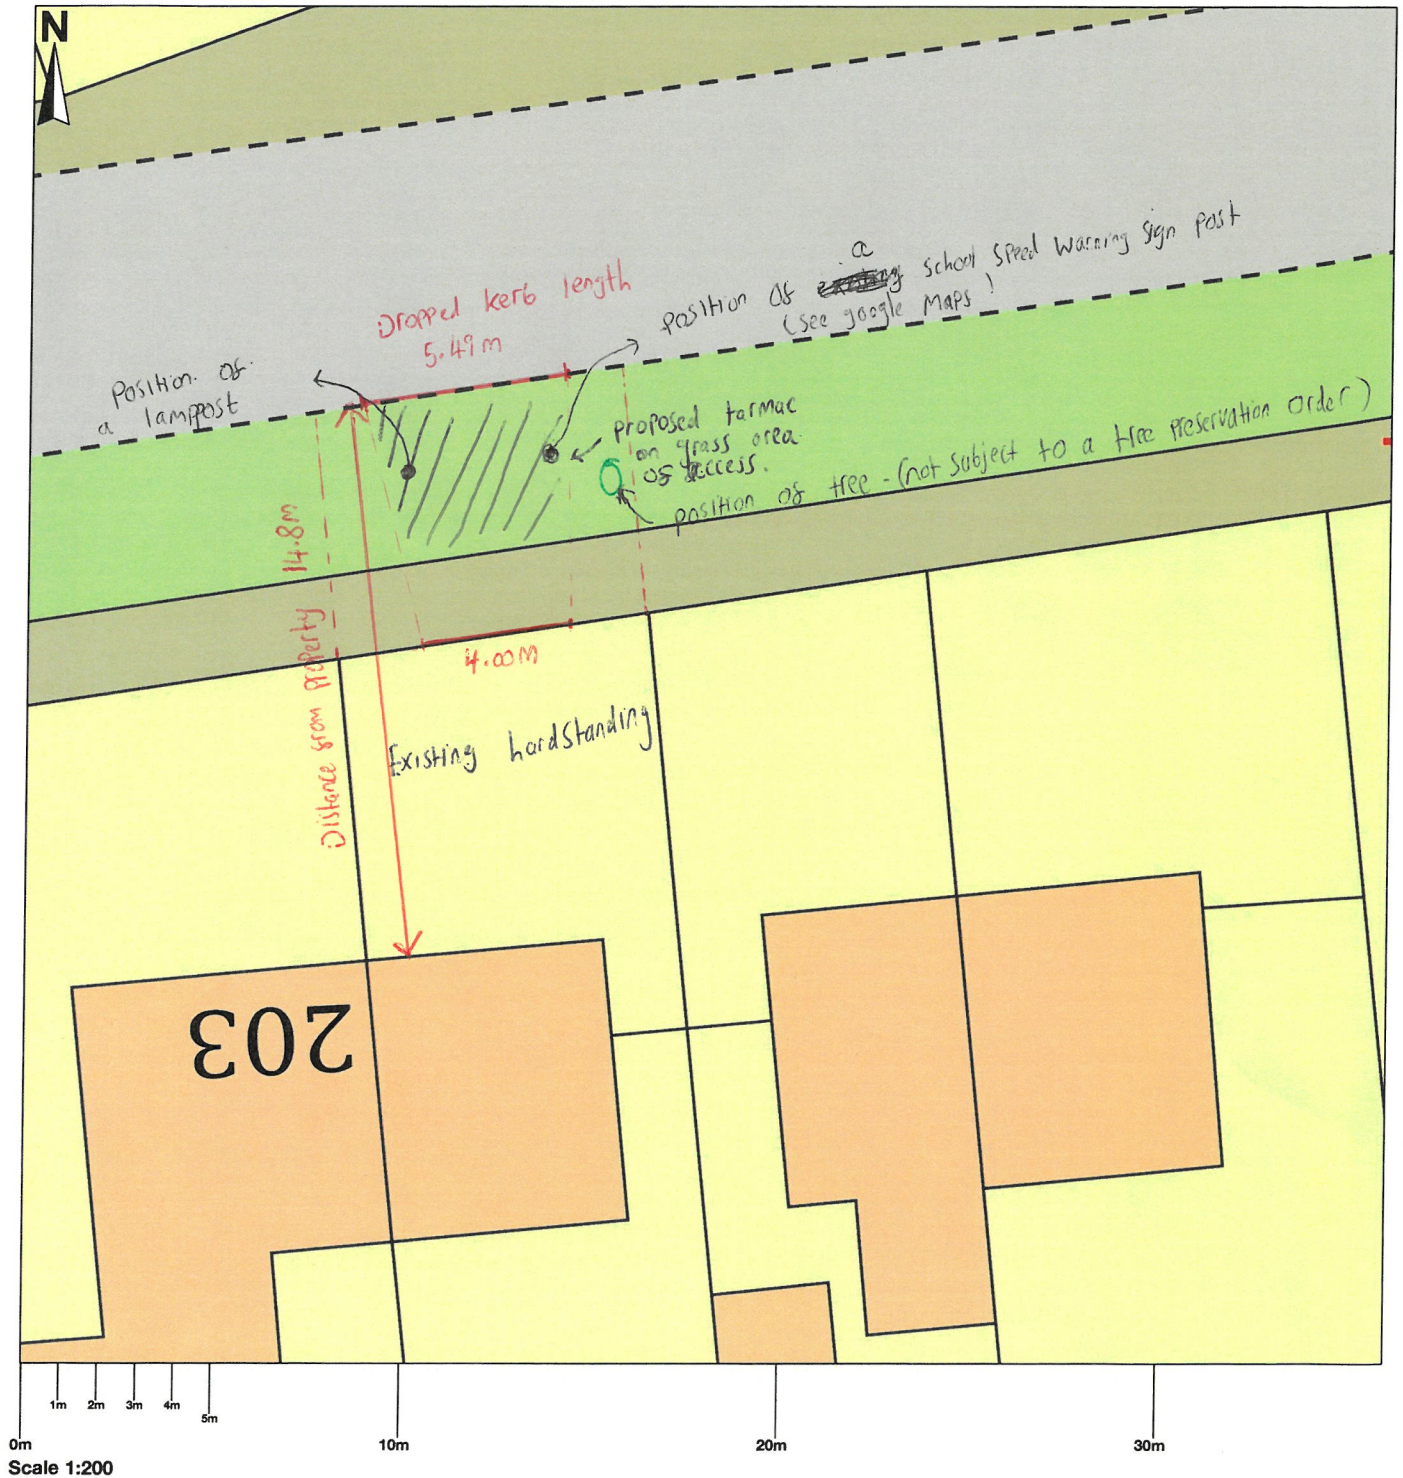 N
a
Position of existing school speed warning sign post
(see google maps)
Dropped kerb length
5.49m
Position of
a lamppost
proposed tarmac
on grass area
of access.
position of tree - (not subject to a tree preservation order)
Distance from property 14.8m
4.00m
Existing hardstanding
203
1m 2m 3m 4m
5m
0m 10m 20m 30m
Scale 1:200